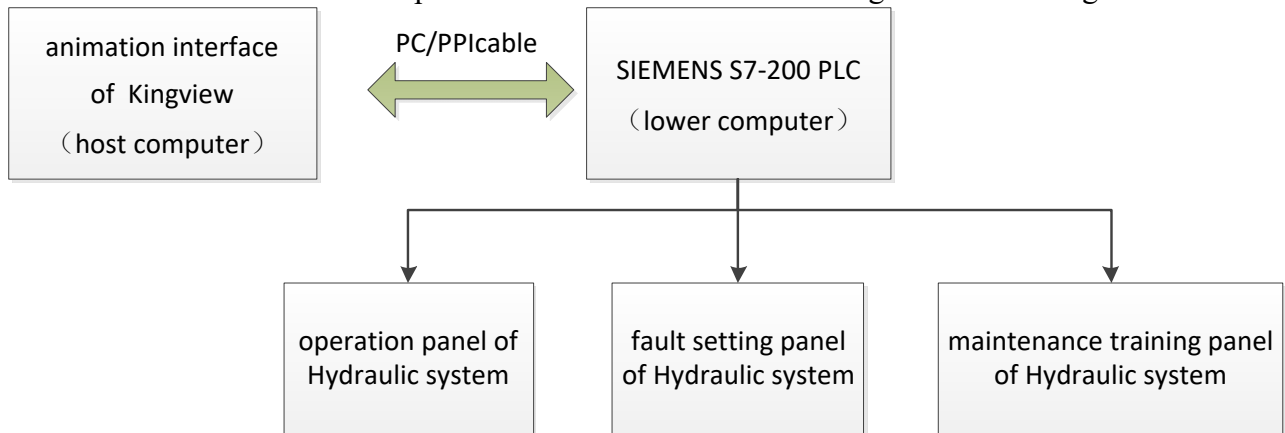 animation interface
of Kingview
（host computer）
PC/PPIcable
SIEMENS S7-200 PLC
（lower computer）
operation panel of
Hydraulic system
fault setting panel
of Hydraulic system
maintenance training panel
of Hydraulic system